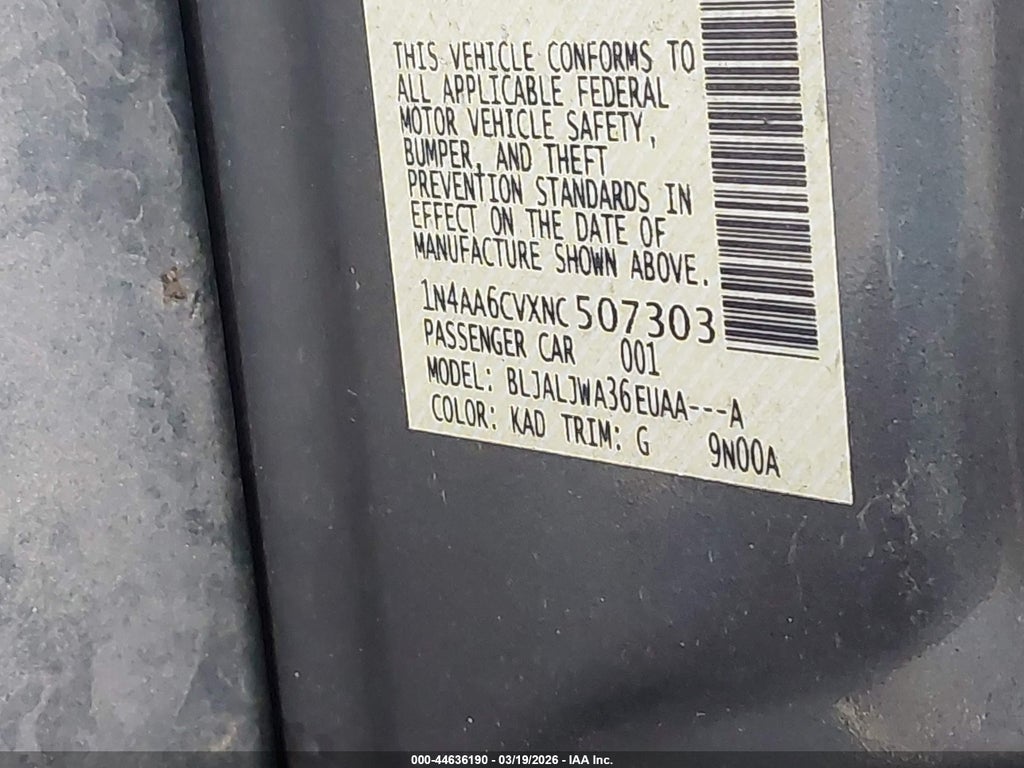 THIS VEHICLE CONFORMS TO
ALL APPLICABLE FEDERAL
MOTOR VEHICLE SAFETY,
BUMPER, AND THEFT
PREVENTION STANDARDS IN
EFFECT ON THE DATE OF
MANUFACTURE SHOWN ABOVE.
1N4AA6CVXNC507303
PASSENGER CAR 001
MODEL: BLJALJWA36EUAA---A
COLOR: KAD TRIM: G 9N00A
000-44636190 - 03/19/2026 - IAA Inc.